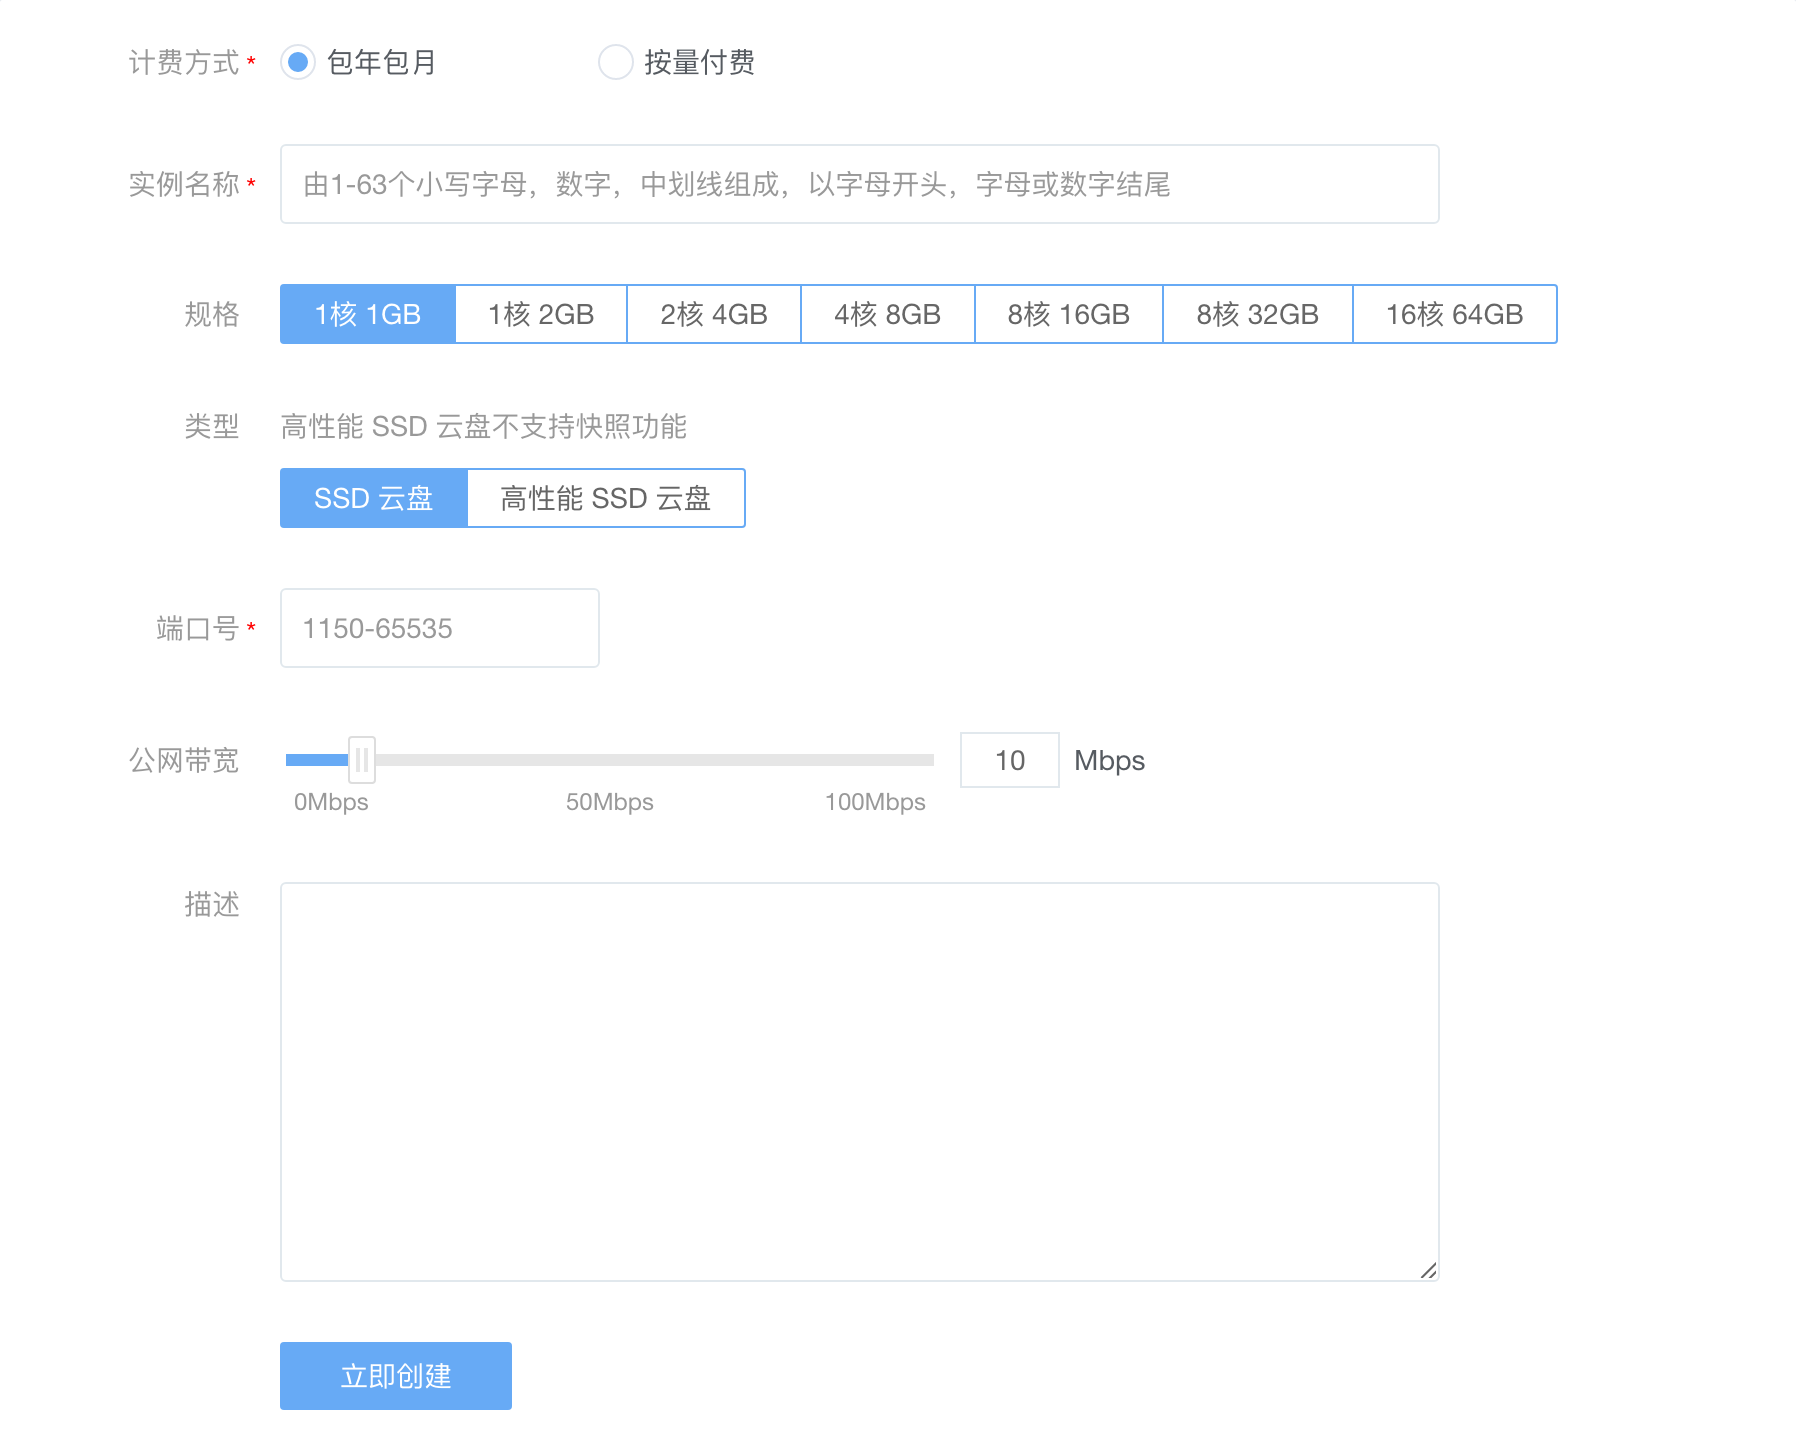 计费方式* 包年包月 按量付费
实例名称* 由1-63个小写字母，数字，中划线组成，以字母开头，字母或数字结尾
规格 1核 1GB 1核 2GB 2核 4GB 4核 8GB 8核 16GB 8核 32GB 16核 64GB
类型 高性能 SSD 云盘不支持快照功能
SSD 云盘 高性能 SSD 云盘
端口号* 1150-65535
公网带宽 10 Mbps
0Mbps 50Mbps 100Mbps
描述
立即创建